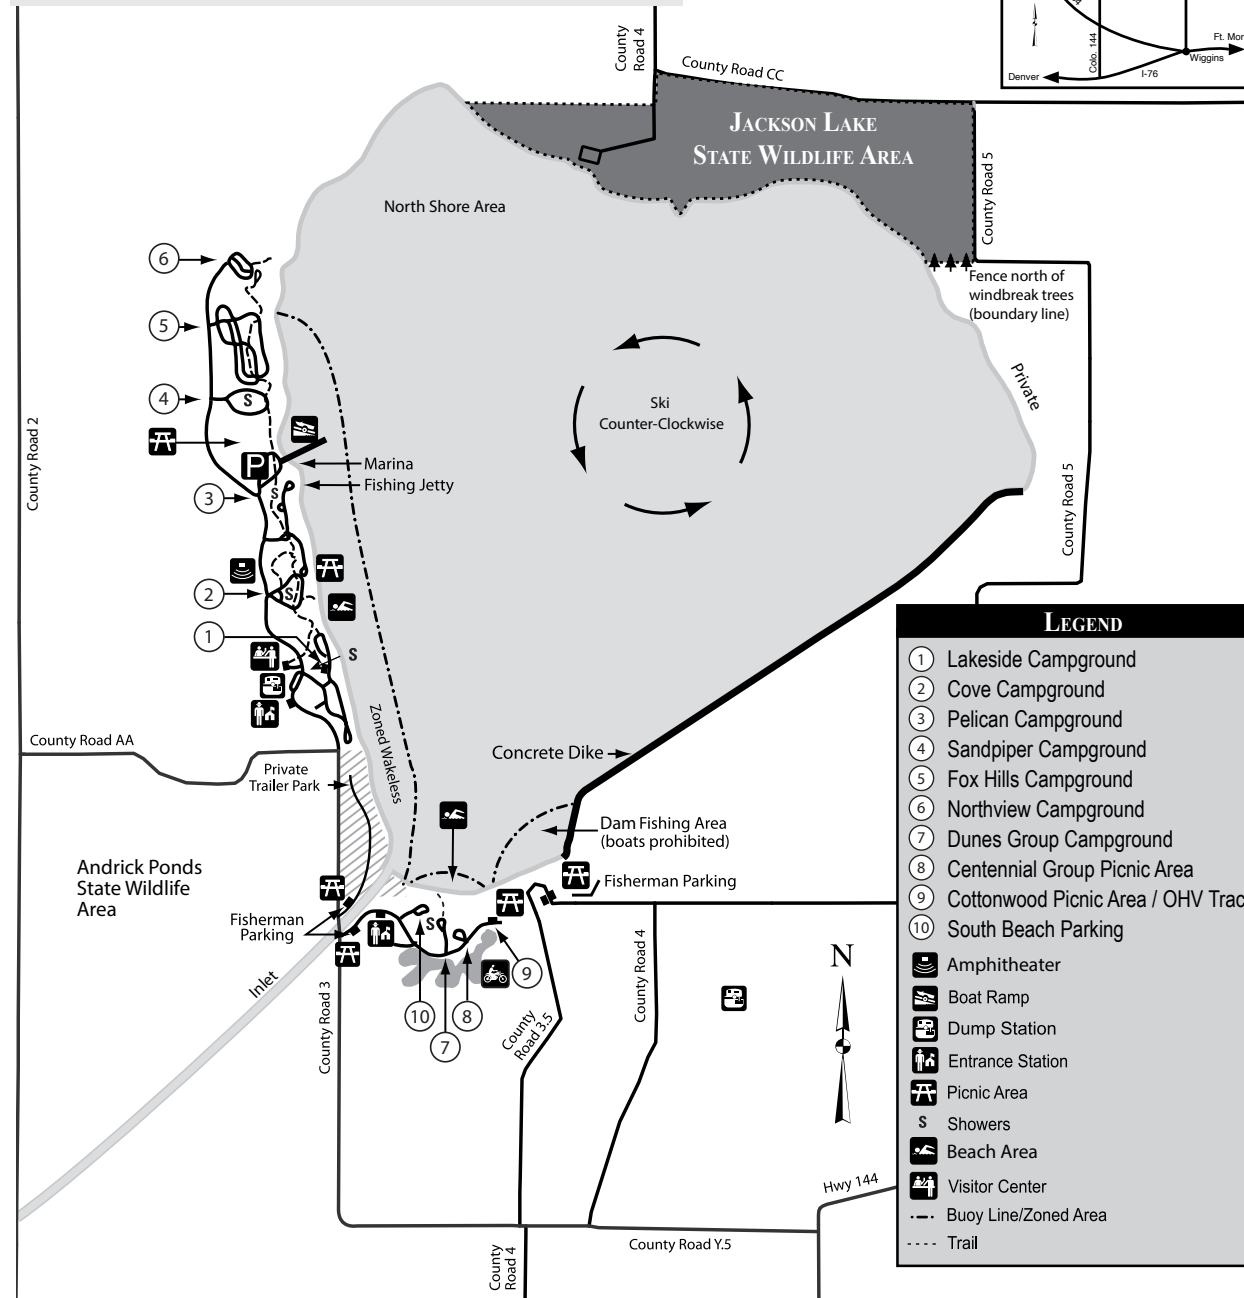 County
Road 4
County Road CC
Colo. 144
Ft. Mor
Wiggins
I-76
Denver
JACKSON LAKE
STATE WILDLIFE AREA
County Road 5
North Shore Area
6
Fence north of
windbreak trees
(boundary line)
5
Private
4
S
Ski
Counter-Clockwise
County Road 2
P
Marina
Fishing Jetty
3
S
County Road 5
2
S
1
S
Zoned Wakeless
County Road AA
Private
Trailer Park
Concrete Dike
Dam Fishing Area
(boats prohibited)
Andrick Ponds
State Wildlife
Area
Fisherman Parking
Fisherman
Parking
S
Inlet
County Road 3
9
10
8
7
County
Road 3.5
County Road 4
N
Hwy 144
County Road Y.5
County
Road 4
LEGEND
1 Lakeside Campground
2 Cove Campground
3 Pelican Campground
4 Sandpiper Campground
5 Fox Hills Campground
6 Northview Campground
7 Dunes Group Campground
8 Centennial Group Picnic Area
9 Cottonwood Picnic Area / OHV Trac
10 South Beach Parking
Amphitheater
Boat Ramp
Dump Station
Entrance Station
Picnic Area
S Showers
Beach Area
Visitor Center
Buoy Line/Zoned Area
Trail